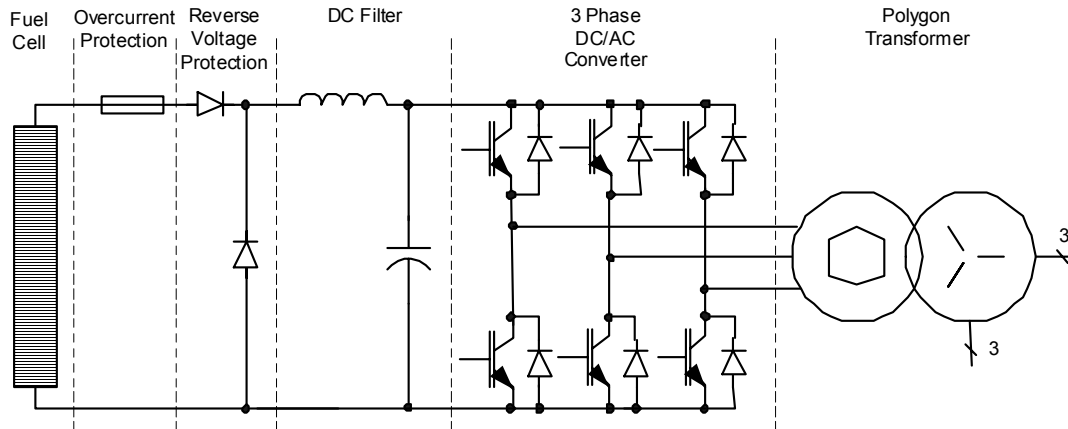 Fuel
Cell
Overcurrent
Protection
Reverse
Voltage
Protection
DC Filter
3 Phase
DC/AC
Converter
Polygon
Transformer
3
3